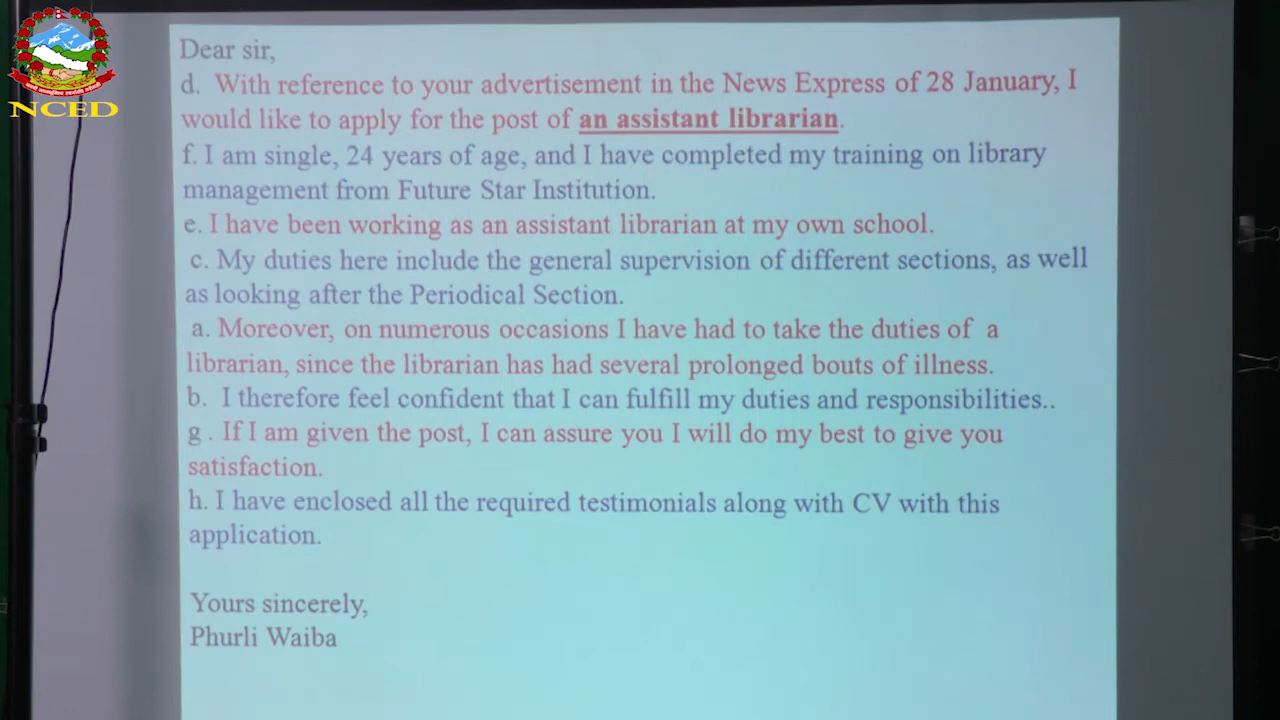 NCED
Dear sir,
d. With reference to your advertisement in the News Express of 28 January, I
would like to apply for the post of an assistant librarian.
f. I am single, 24 years of age, and I have completed my training on library
management from Future Star Institution.
e. I have been working as an assistant librarian at my own school.
c. My duties here include the general supervision of different sections, as well
as looking after the Periodical Section.
a. Moreover, on numerous occasions I have had to take the duties of a
librarian, since the librarian has had several prolonged bouts of illness.
b. I therefore feel confident that I can fulfill my duties and responsibilities..
g . If I am given the post, I can assure you I will do my best to give you
satisfaction.
h. I have enclosed all the required testimonials along with CV with this
application.
Yours sincerely,
Phurli Waiba